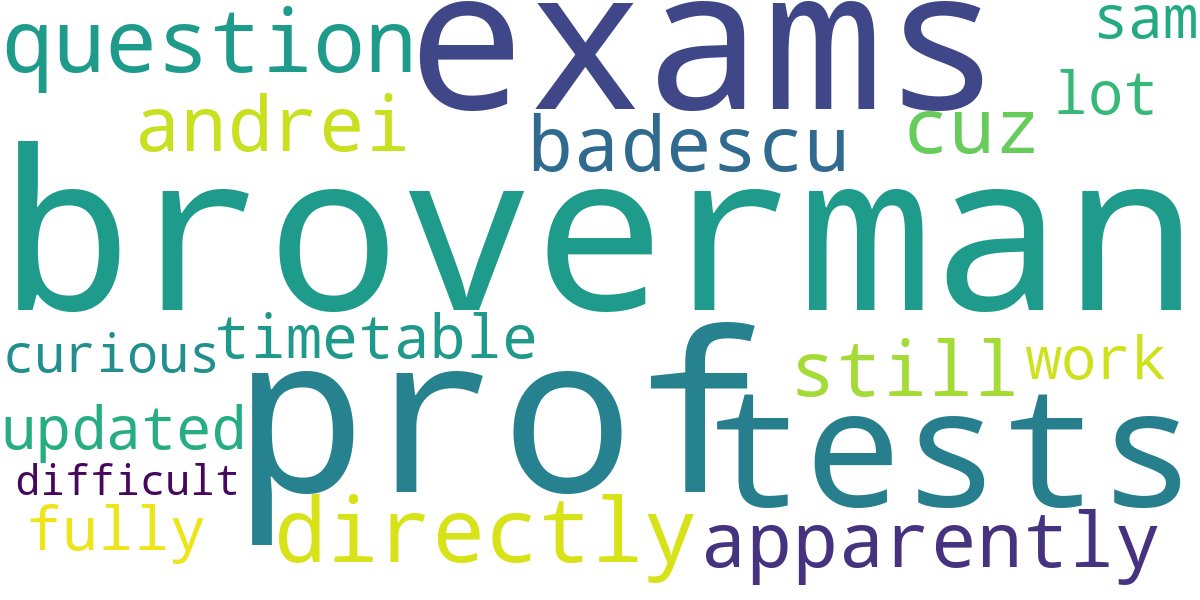 question
exams
sam
lot
andrei
badescu
cuz
broverman
curious
timetable
prof
still
work
updated
tests
difficult
fully
directly
apparently